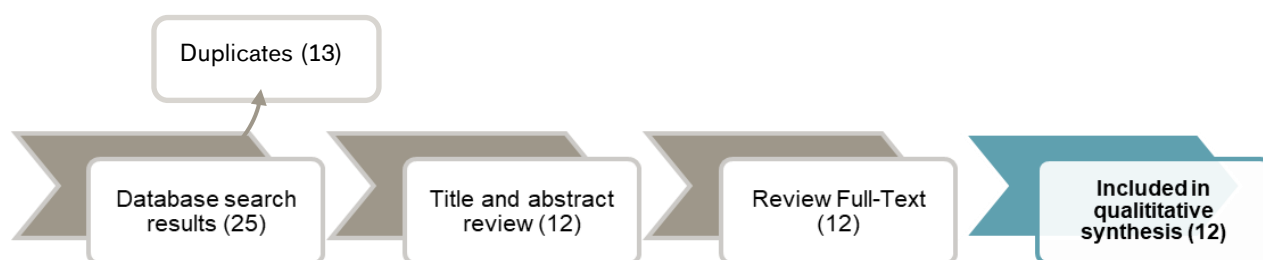 Duplicates (13)
Database search
results (25)
Title and abstract
review (12)
Review Full-Text
(12)
Included in
qualititative
synthesis (12)